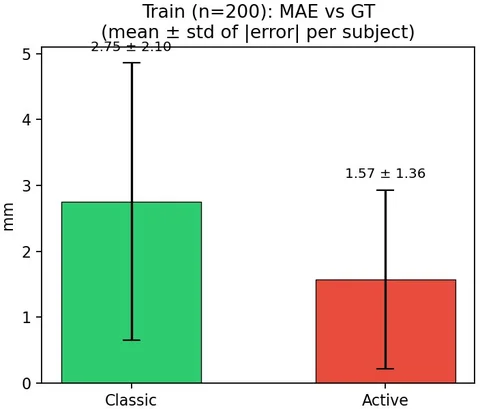 Train (n=200): MAE vs GT
(mean ± std of |error| per subject)
2.75 ± 2.10
1.57 ± 1.36
mm
5
4
3
2
1
0
Classic
Active